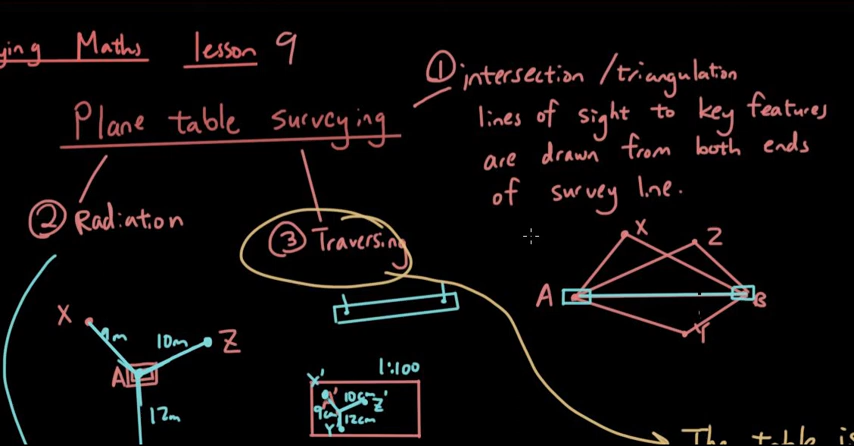 ying Maths lesson 9
Plane table surveying
① intersection / triangulation
lines of sight to key features
are drawn from both ends
of survey line.
② Radiation
③ Traversing
X
Z
A
B
Y
X
9m
10m
Z
A
12m
1:100
X'
A'
10cm
Z'
9cm
12cm
Y'
The table is